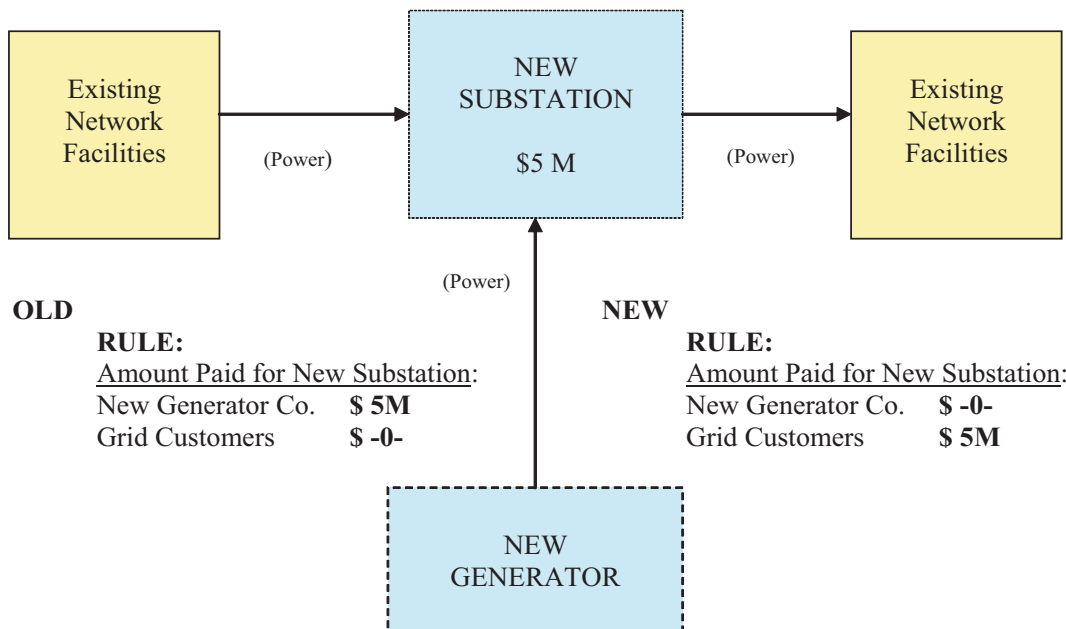 Existing
Network
Facilities
(Power)
NEW
SUBSTATION
$5 M
(Power)
Existing
Network
Facilities
(Power)
OLD
RULE:
Amount Paid for New Substation:
New Generator Co. $ 5M
Grid Customers $ -0-
NEW
RULE:
Amount Paid for New Substation:
New Generator Co. $ -0-
Grid Customers $ 5M
NEW
GENERATOR